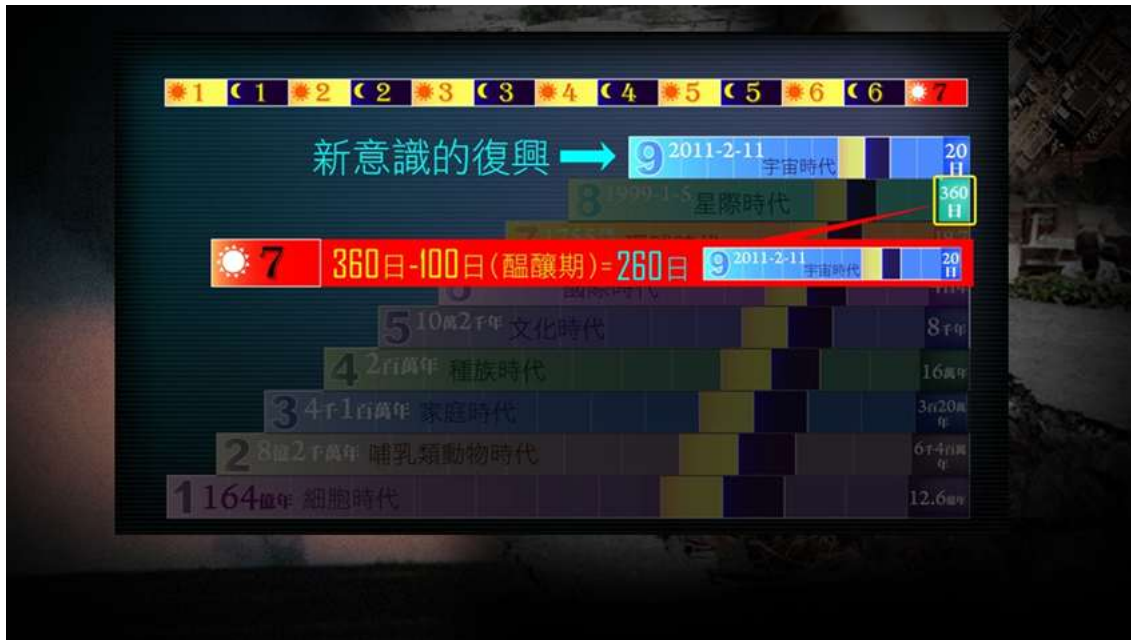 1 1 2 2 3 3 4 4 5 5 6 6 7
新意識的復興 9 2011-2-11 宇宙時代 20日
8 1999-1-5 星際時代 360日
7 360日-100日(醞釀期)=260日 9 2011-2-11 宇宙時代 20日
國際時代
5 10萬2千年 文化時代 8千年
4 2百萬年 種族時代 16萬年
3 4千1百萬年 家庭時代 3百20萬年
2 8億2千萬年 哺乳類動物時代 6千4百萬年
1 164億年 細胞時代 12.6億年